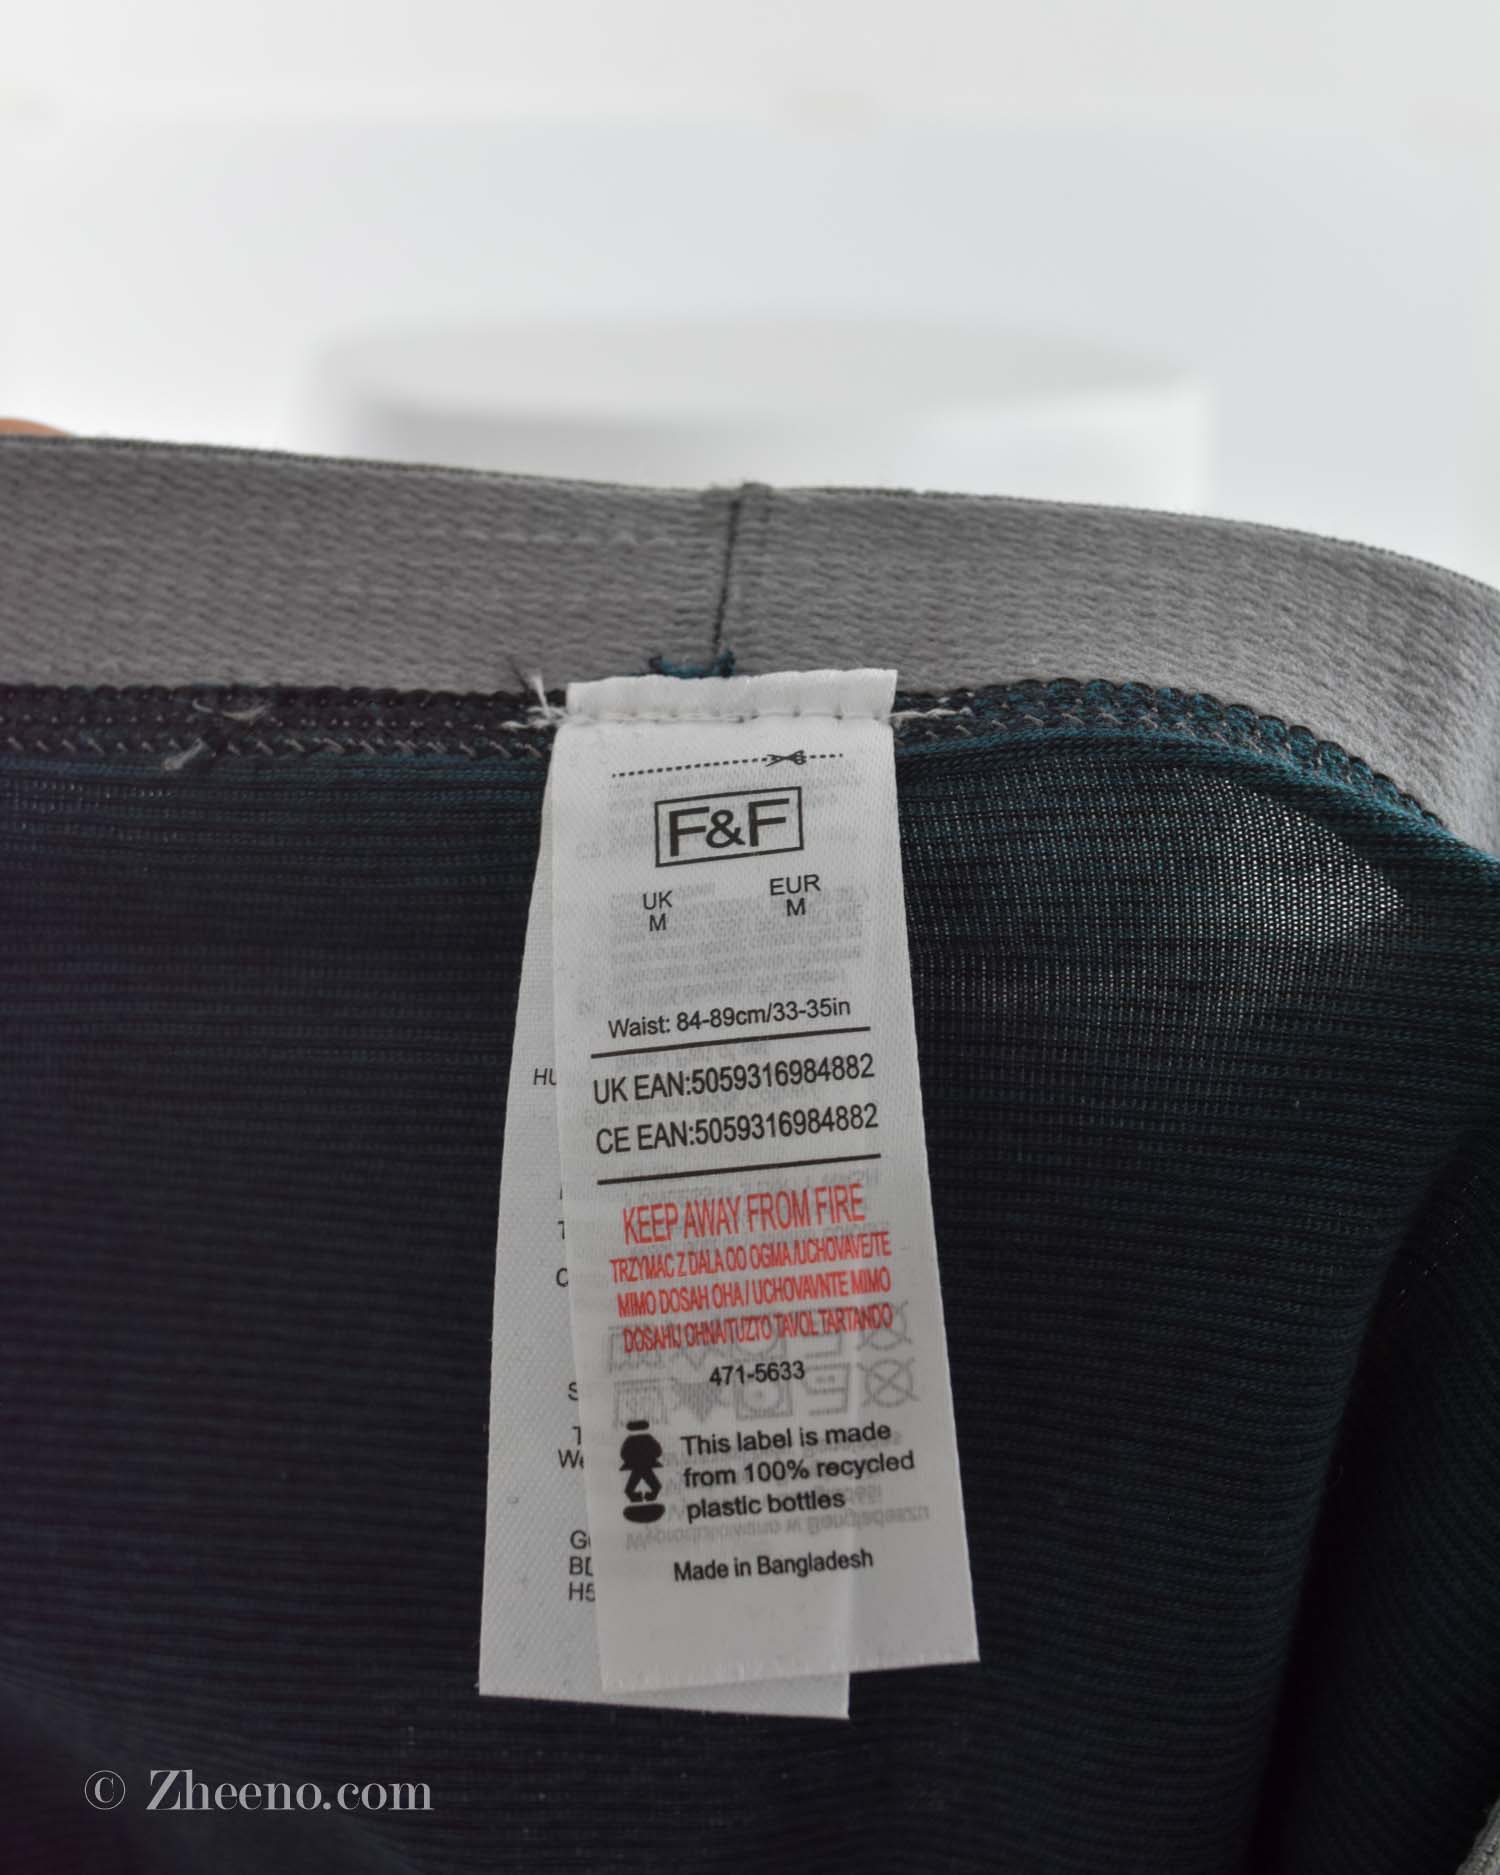 F&F
UK EUR
M M
Waist: 84-89cm/33-35in
UK EAN:5059316984882
CE EAN:5059316984882
KEEP AWAY FROM FIRE
TRZYMAC Z DALA OD OGMA/UCHOVAVEJTE
MIMO DOSAH OHA/ UCHOVAVNTE MIMO
DOSAHU OHNA/TUZTO TAVOL TARTANDO
471-5633
This label is made
from 100% recycled
plastic bottles
Made in Bangladesh
© Zheeno.com